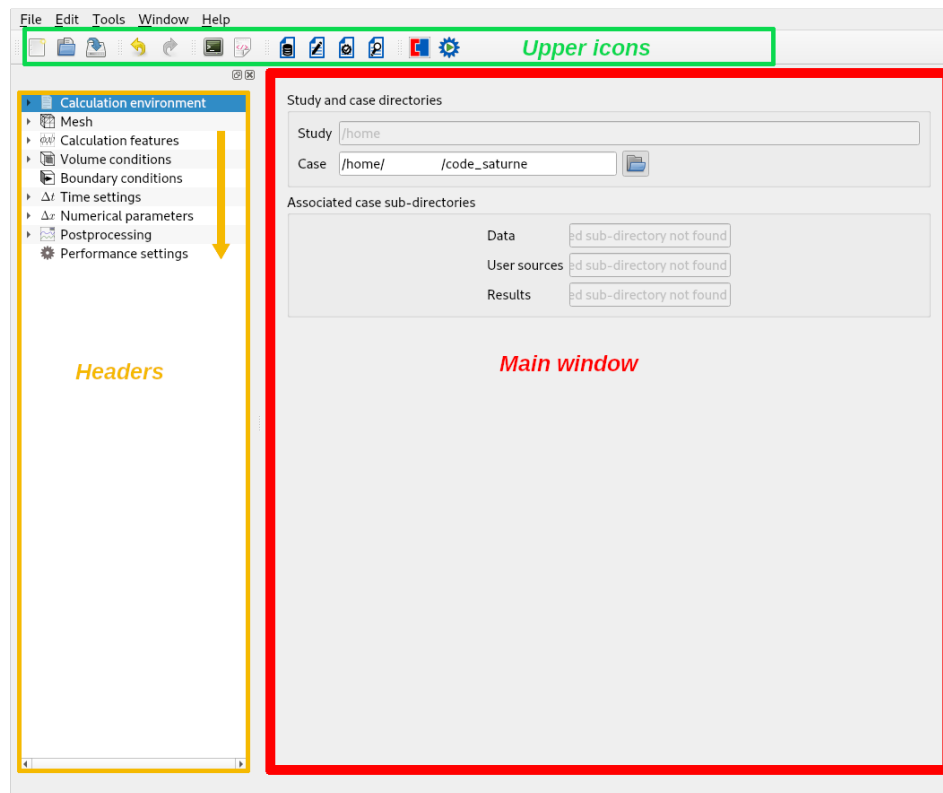 File Edit Tools Window Help
Upper icons
Calculation environment
Mesh
Calculation features
Volume conditions
Boundary conditions
Δt Time settings
Δx Numerical parameters
Postprocessing
Performance settings
Headers
Study and case directories
Study /home
Case /home/ /code_saturne
Associated case sub-directories
Data ed sub-directory not found
User sources ed sub-directory not found
Results ed sub-directory not found
Main window